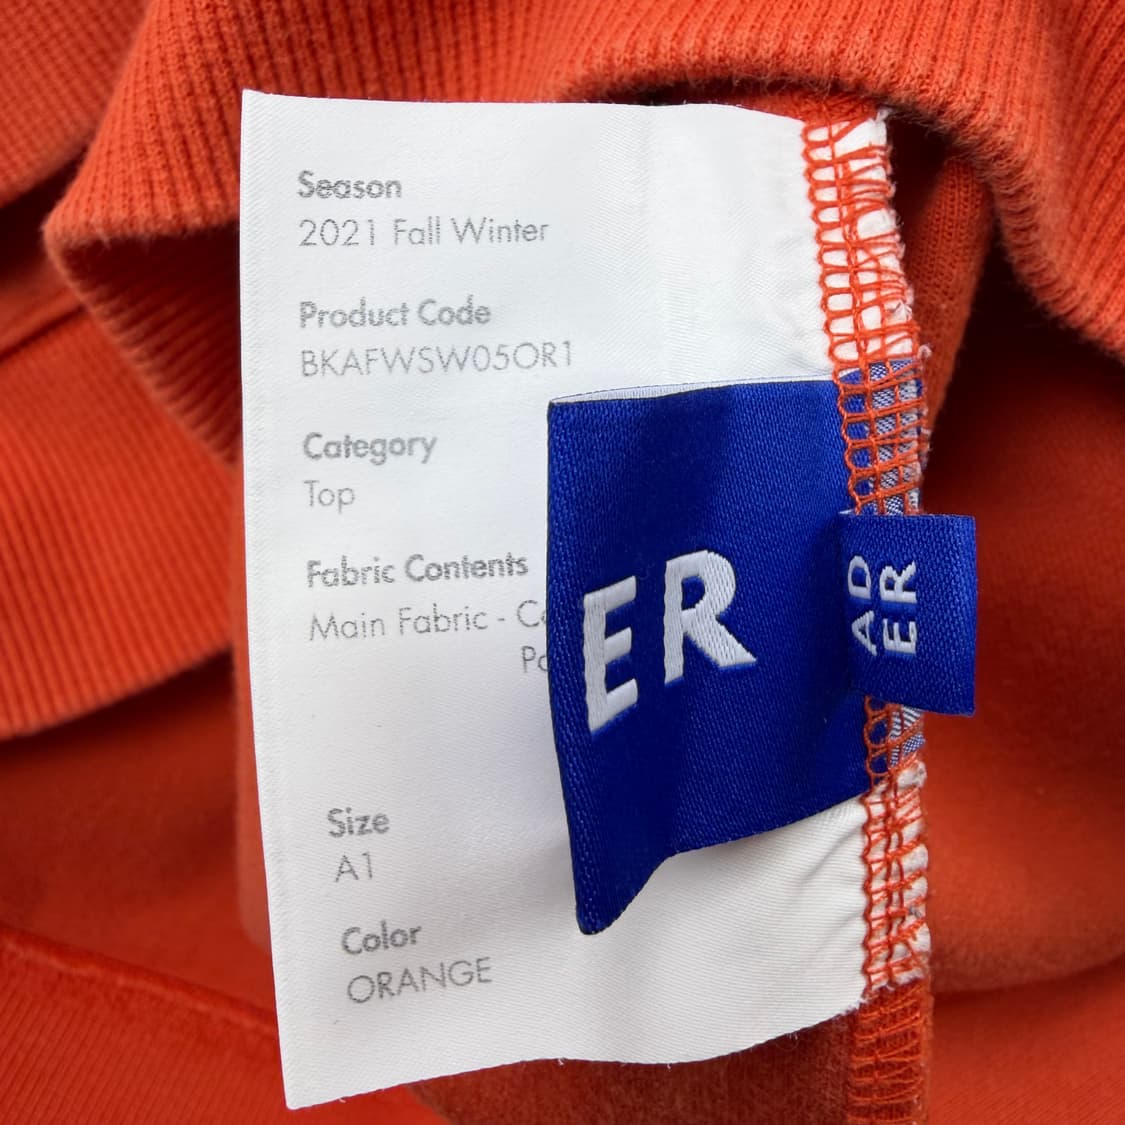 Season
2021 Fall Winter
Product Code
BKAFWSW05OR1
Category
Top
Fabric Contents
Main Fabric -
Size
A1
Color
ORANGE
ER
AD
ER